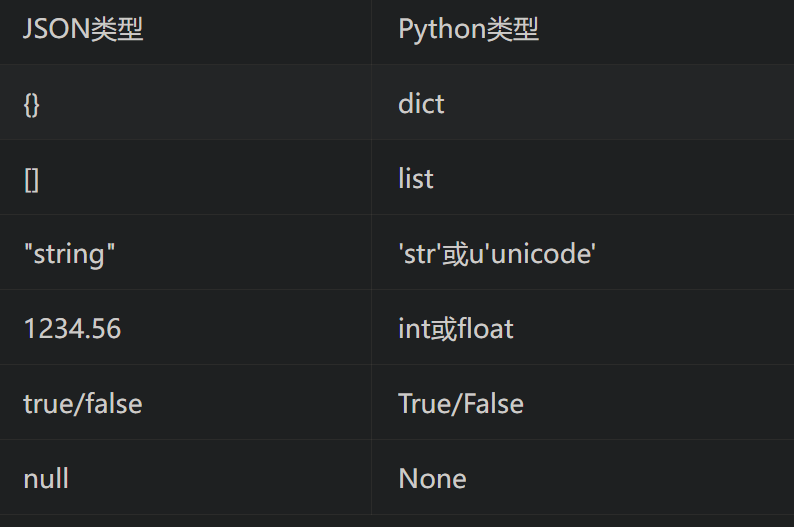 JSON类型 Python类型
{} dict
[] list
"string" 'str'或u'unicode'
1234.56 int或float
true/false True/False
null None